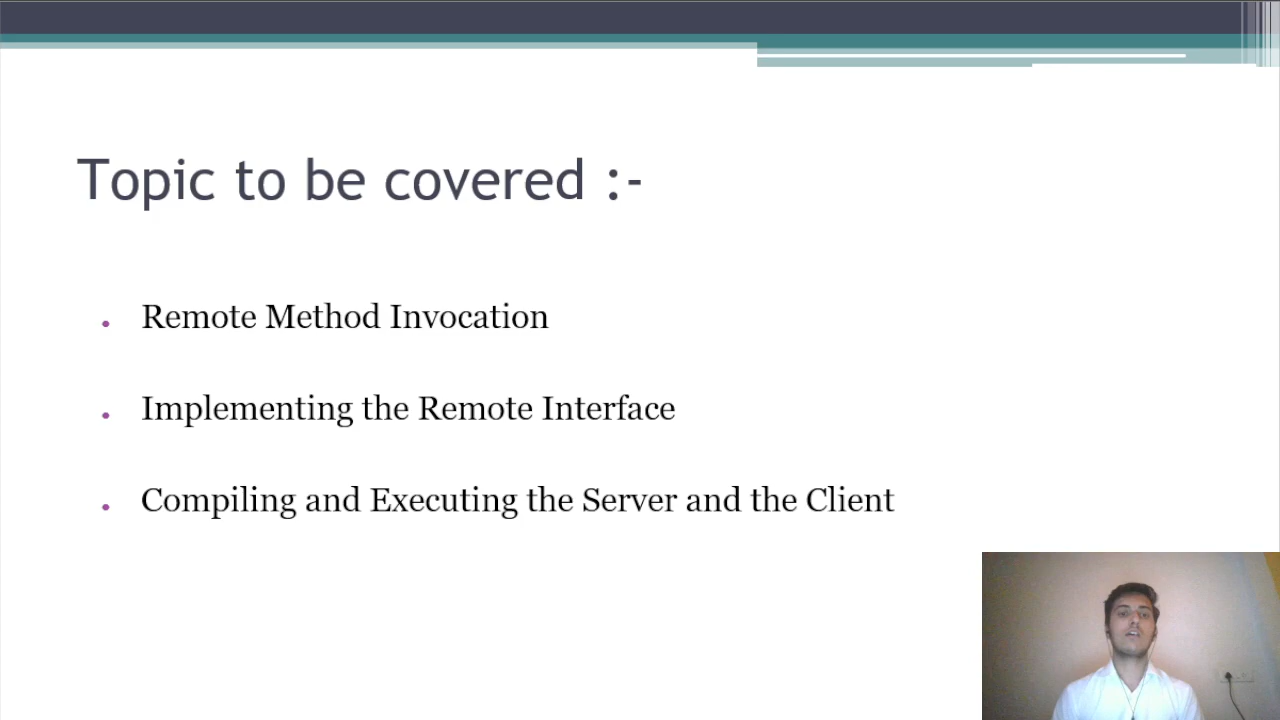 Topic to be covered :-
Remote Method Invocation
Implementing the Remote Interface
Compiling and Executing the Server and the Client